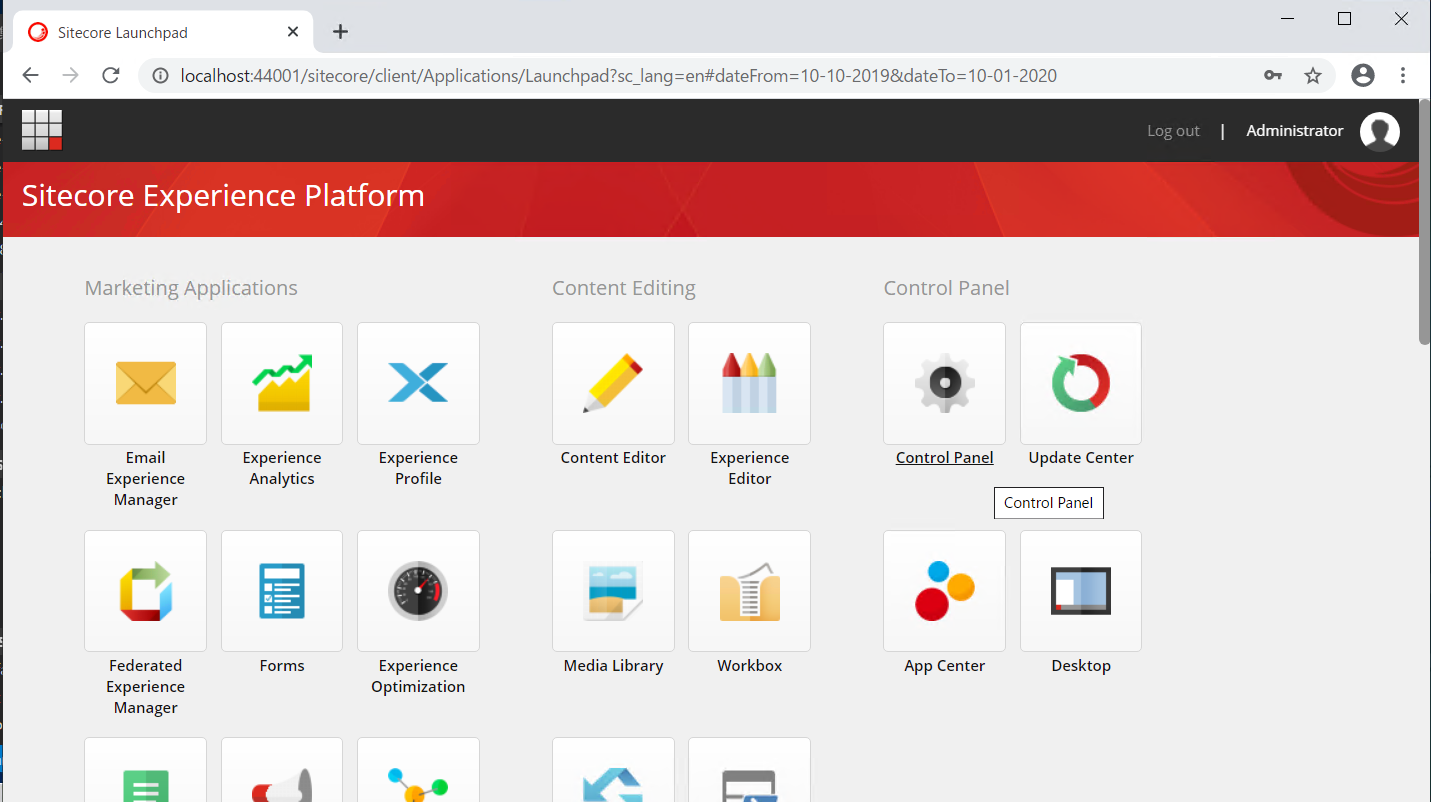 Sitecore Launchpad
localhost:44001/sitecore/client/Applications/Launchpad?sc_lang=en#dateFrom=10-10-2019&dateTo=10-01-2020
Log out | Administrator
Sitecore Experience Platform
Marketing Applications
Email
Experience
Manager
Experience
Analytics
Experience
Profile
Federated
Experience
Manager
Forms
Experience
Optimization
Content Editing
Content Editor
Experience
Editor
Media Library
Workbox
Control Panel
Control Panel
Update Center
Control Panel
App Center
Desktop